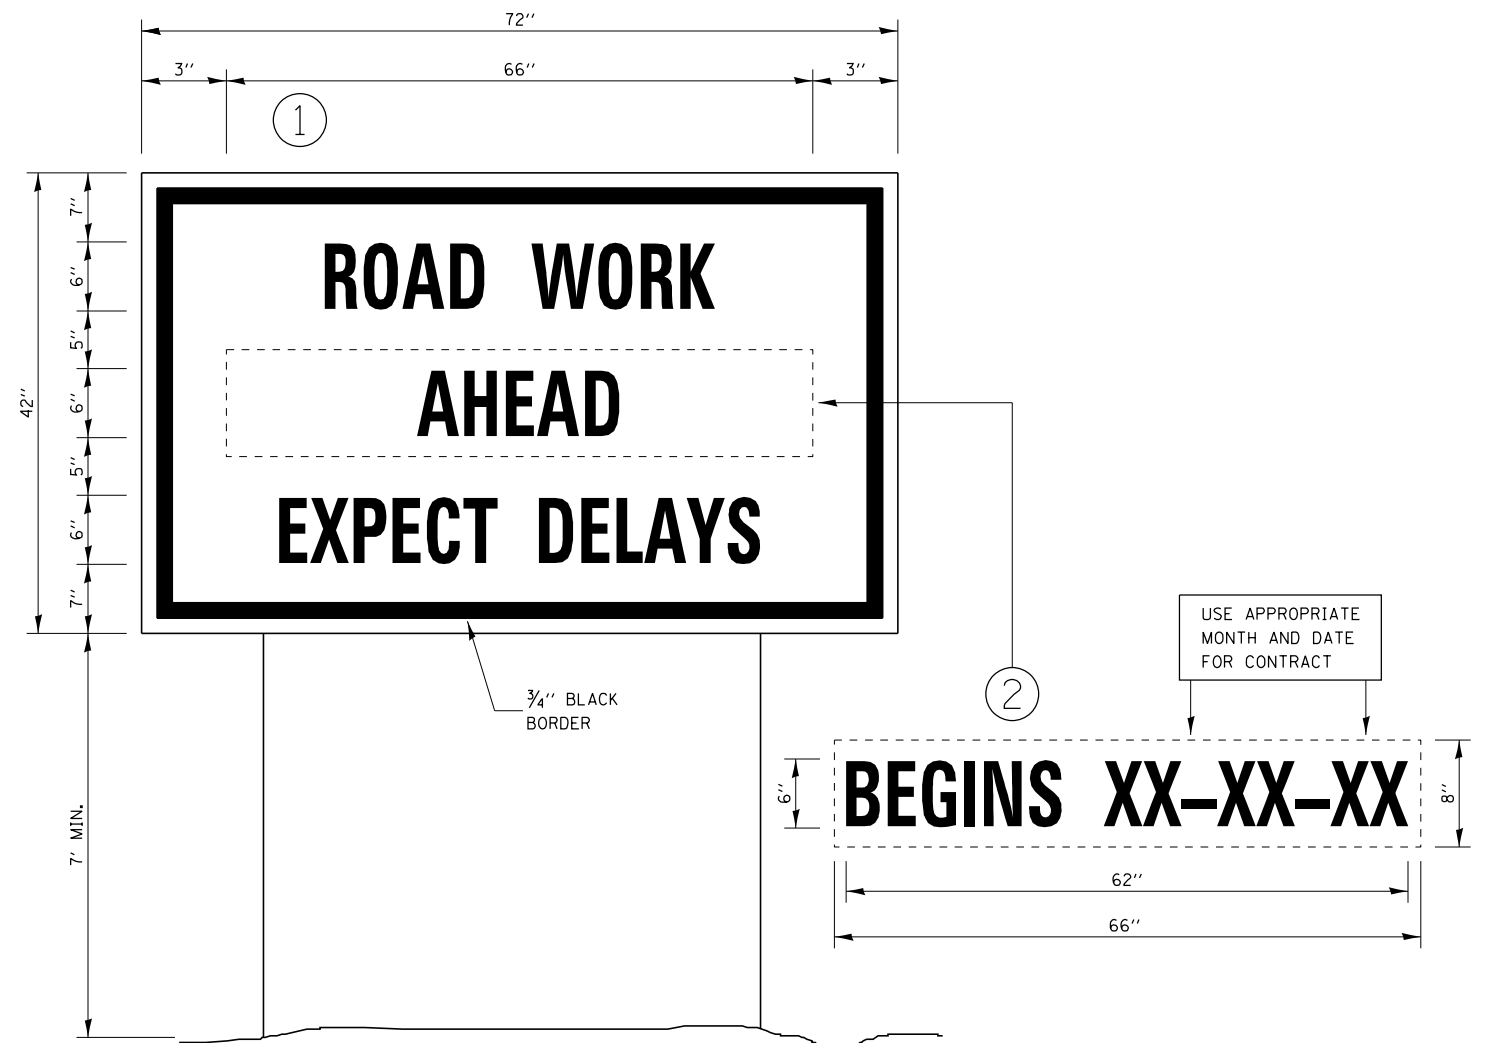 72''
3'' 66'' 3''
1
7''
6''
5''
6''
5''
6''
7''
42''
7' MIN.
ROAD WORK
AHEAD
EXPECT DELAYS
3/4'' BLACK
BORDER
2
USE APPROPRIATE
MONTH AND DATE
FOR CONTRACT
6''
BEGINS XX-XX-XX
8''
62''
66''